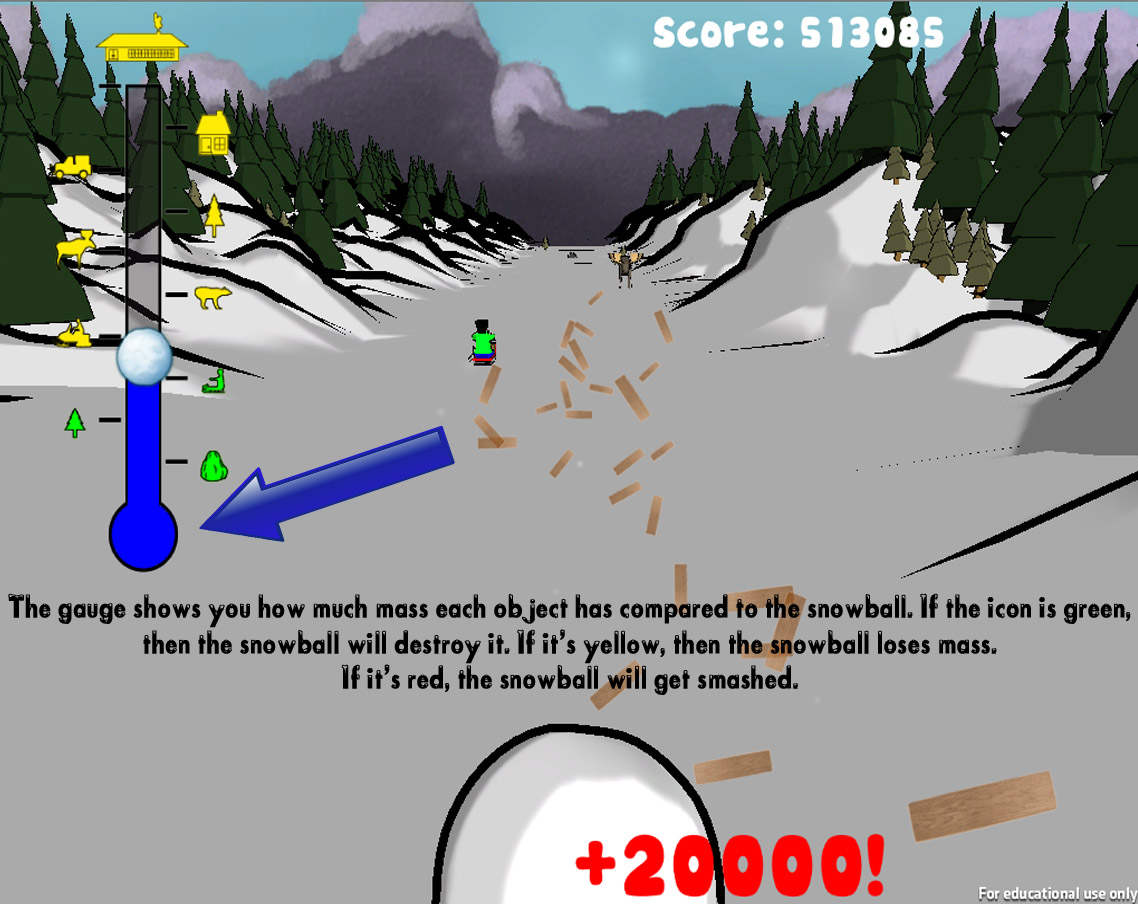 Score: 513085
The gauge shows you how much mass each object has compared to the snowball. If the icon is green,
then the snowball will destroy it. If it's yellow, then the snowball loses mass.
If it's red, the snowball will get smashed.
+20000!
For educational use only